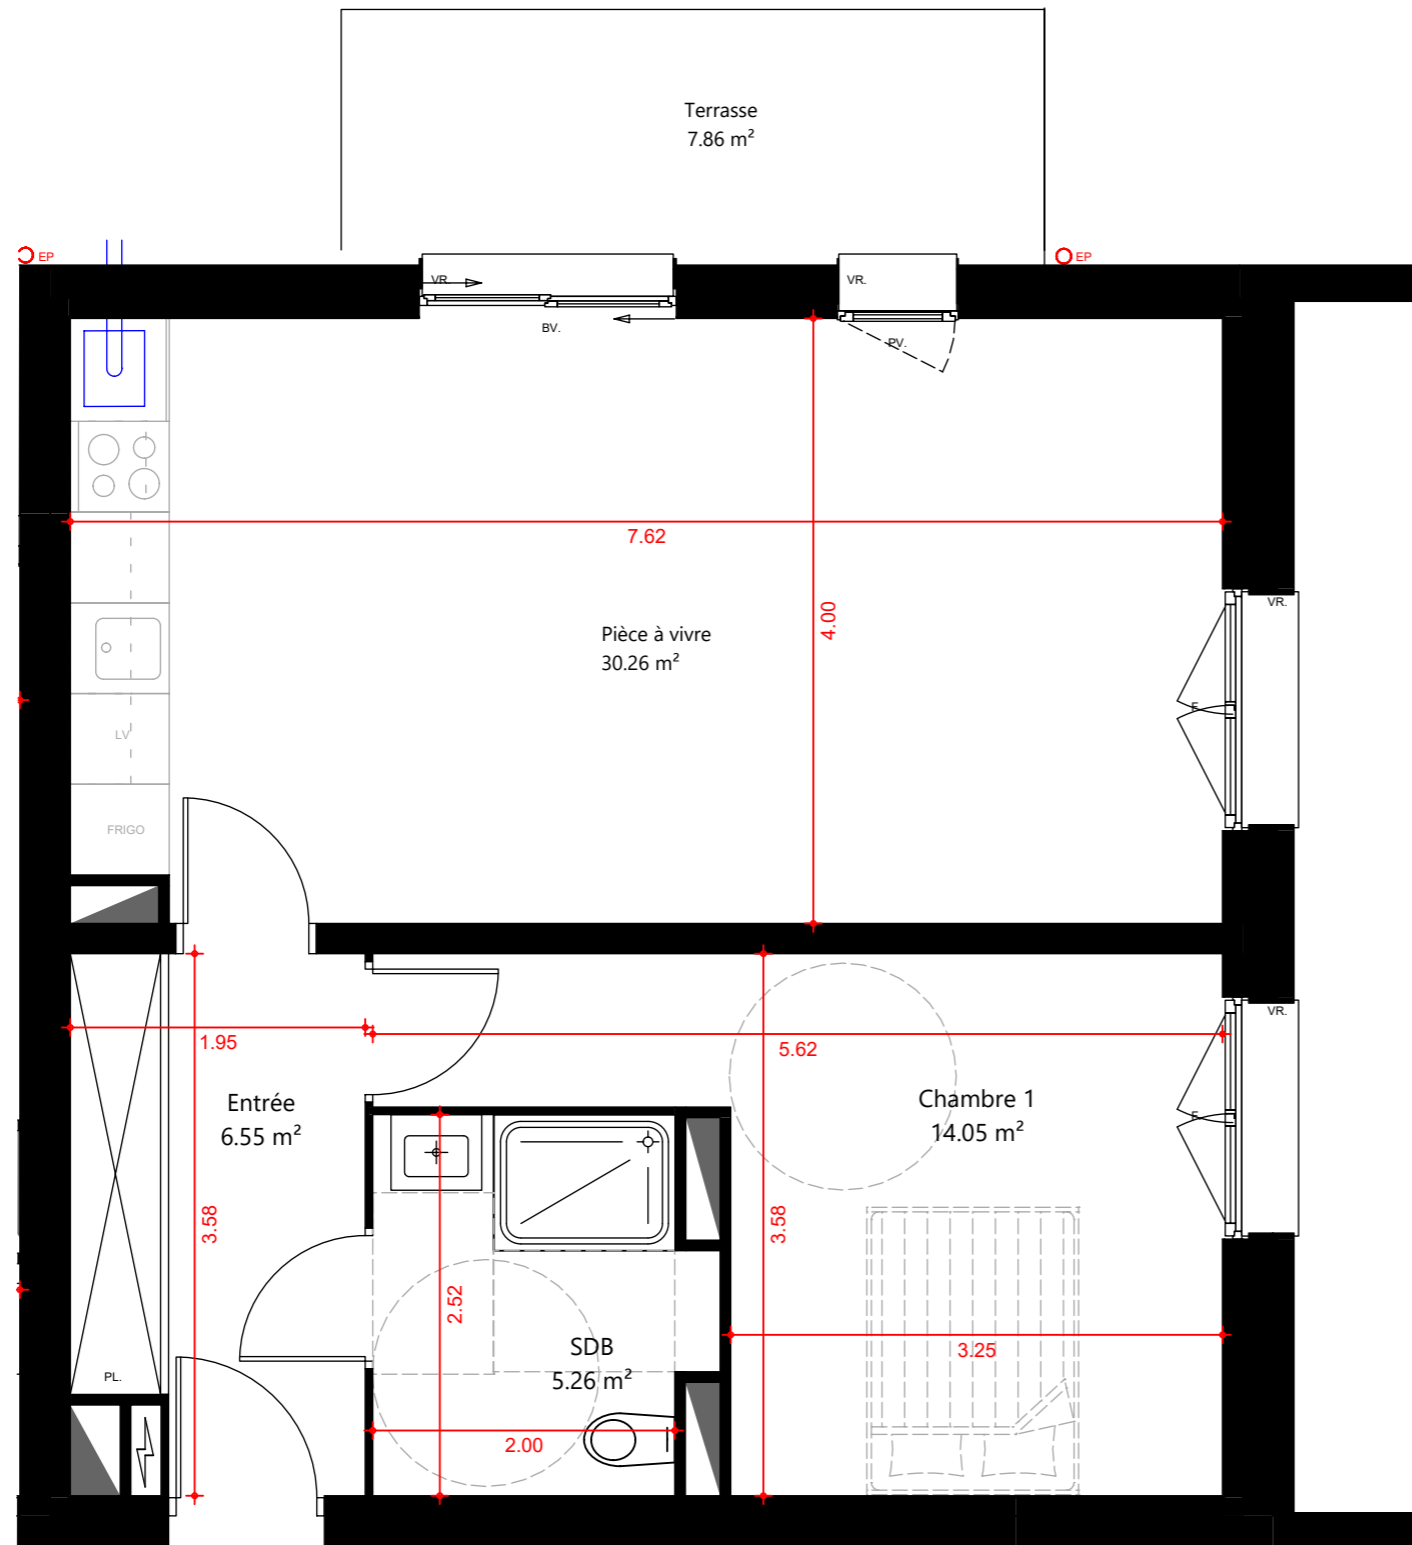 Terrasse
7.86 m²
EP
EP
VR.
VR.
BV.
PV.
7.62
4.00
VR.
Pièce à vivre
30.26 m²
F
LV
FRIGO
VR.
1.95
5.62
Entrée
6.55 m²
Chambre 1
14.05 m²
F
3.58
3.58
2.52
SDB
5.26 m²
3.25
PL.
2.00